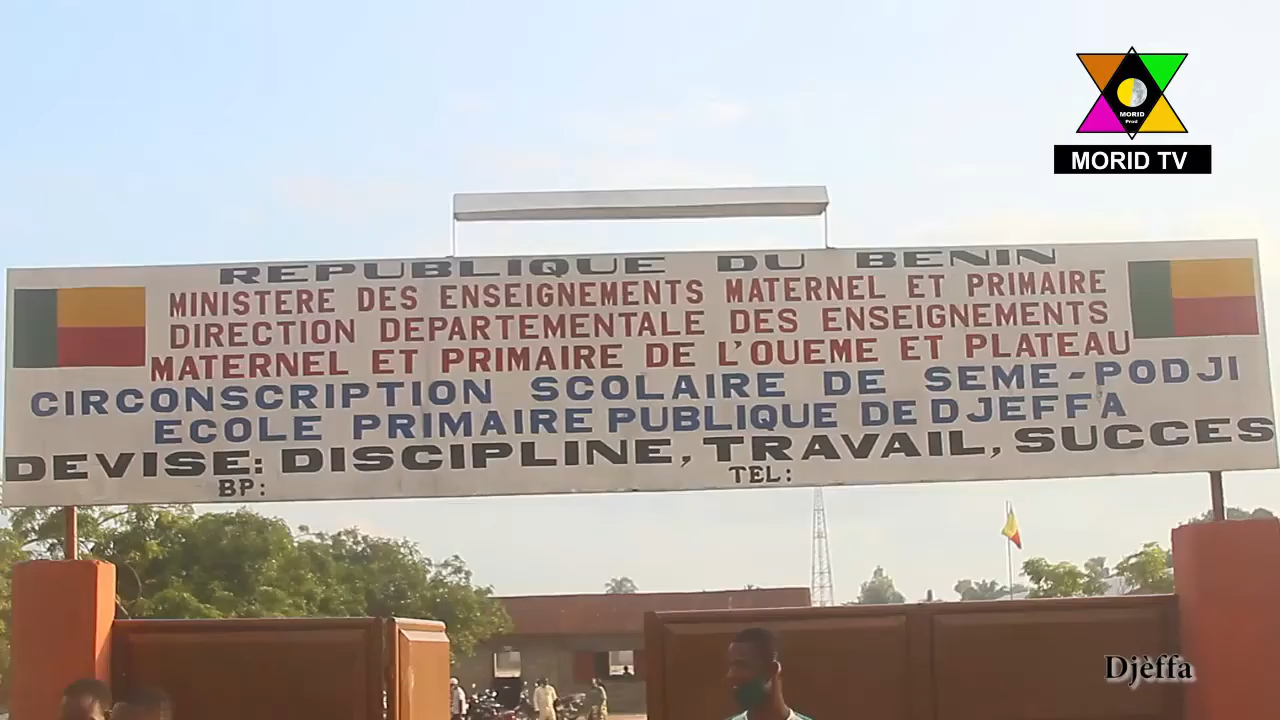 MORID
Prod
MORID TV
REPUBLIQUE DU BENIN
MINISTERE DES ENSEIGNEMENTS MATERNEL ET PRIMAIRE
DIRECTION DEPARTEMENTALE DES ENSEIGNEMENTS
MATERNEL ET PRIMAIRE DE L'OUEME ET PLATEAU
CIRCONSCRIPTION SCOLAIRE DE SEME-PODJI
ECOLE PRIMAIRE PUBLIQUE DE DJEFFA
DEVISE: DISCIPLINE, TRAVAIL, SUCCES
BP: TEL:
Djèffa